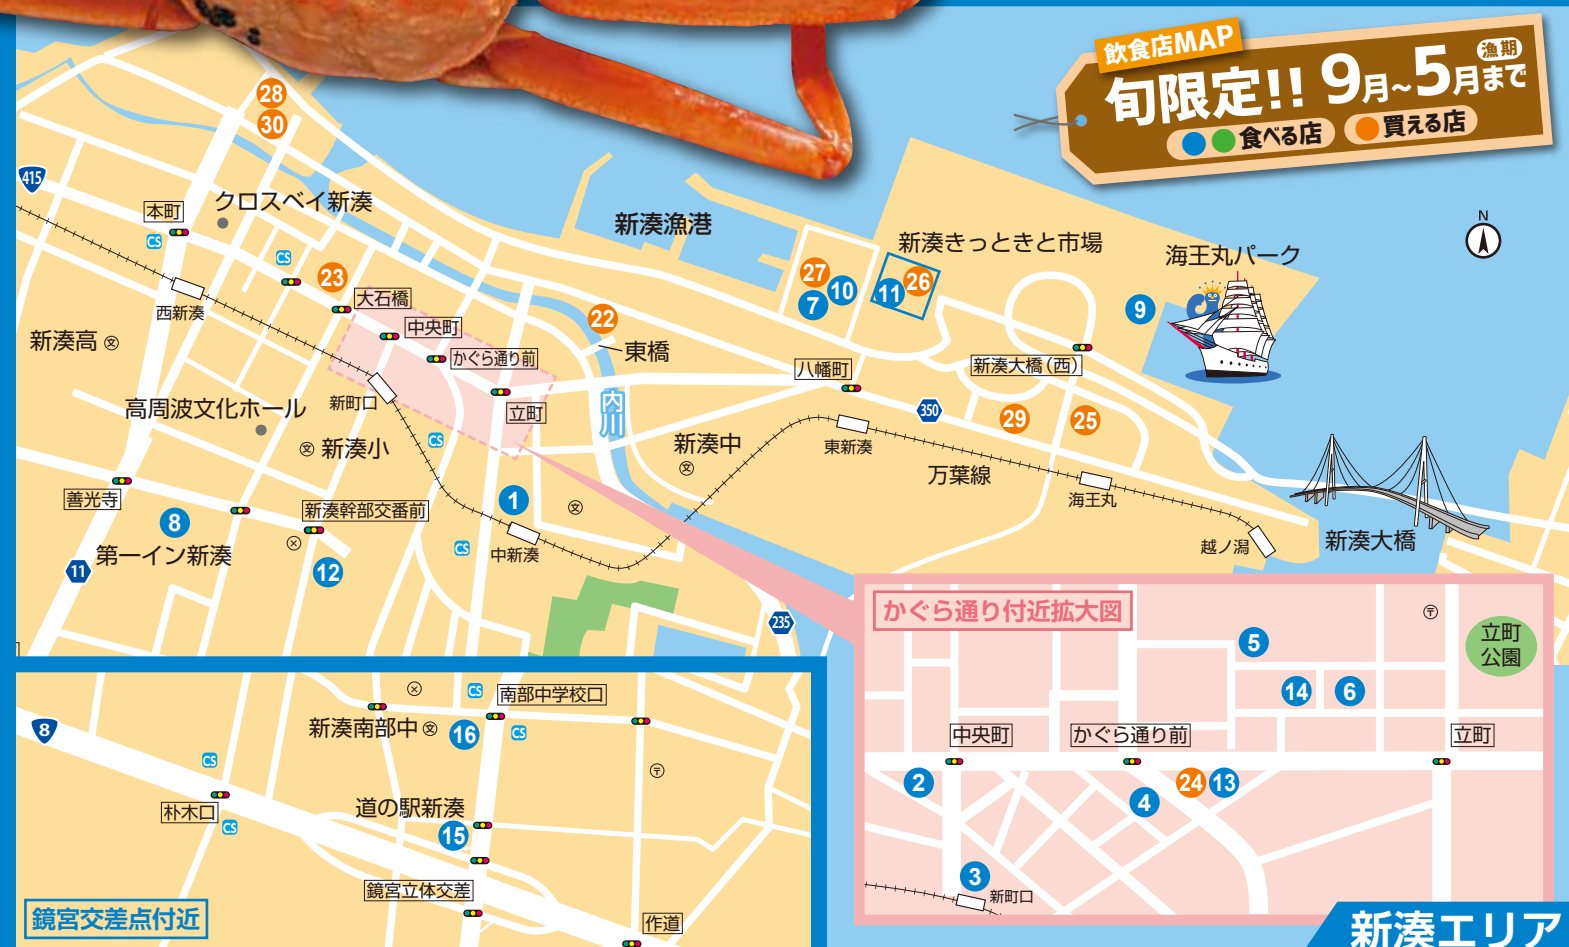 飲食店MAP
旬限定!! 9月~5月まで
漁期
食べる店
買える店
N
28
30
415
本町
クロスベイ新湊
CS
CS
23
大石橋
西新湊
中央町
かぐら通り前
新湊高
文
新町口
立町
高周波文化ホール
文 新湊小
CS
新湊漁港
22
東橋
内川
27
7
10
新湊きっときと市場
11
26
海王丸パーク
9
八幡町
新湊大橋(西)
350
29
25
新湊中
文
東新湊
万葉線
海王丸
越ノ潟
新湊大橋
善光寺
8
第一イン新湊
11
新湊幹部交番前
12
1
文
CS
中新湊
235
8
南部中学校口
CS
新湊南部中 文
16
CS
CS
〒
朴木口
CS
道の駅新湊
15
鏡宮立体交差
作道
鏡宮交差点付近
かぐら通り付近拡大図
〒
立町
公園
5
14
6
中央町
かぐら通り前
立町
2
24
13
4
3
新町口
新湊エリア